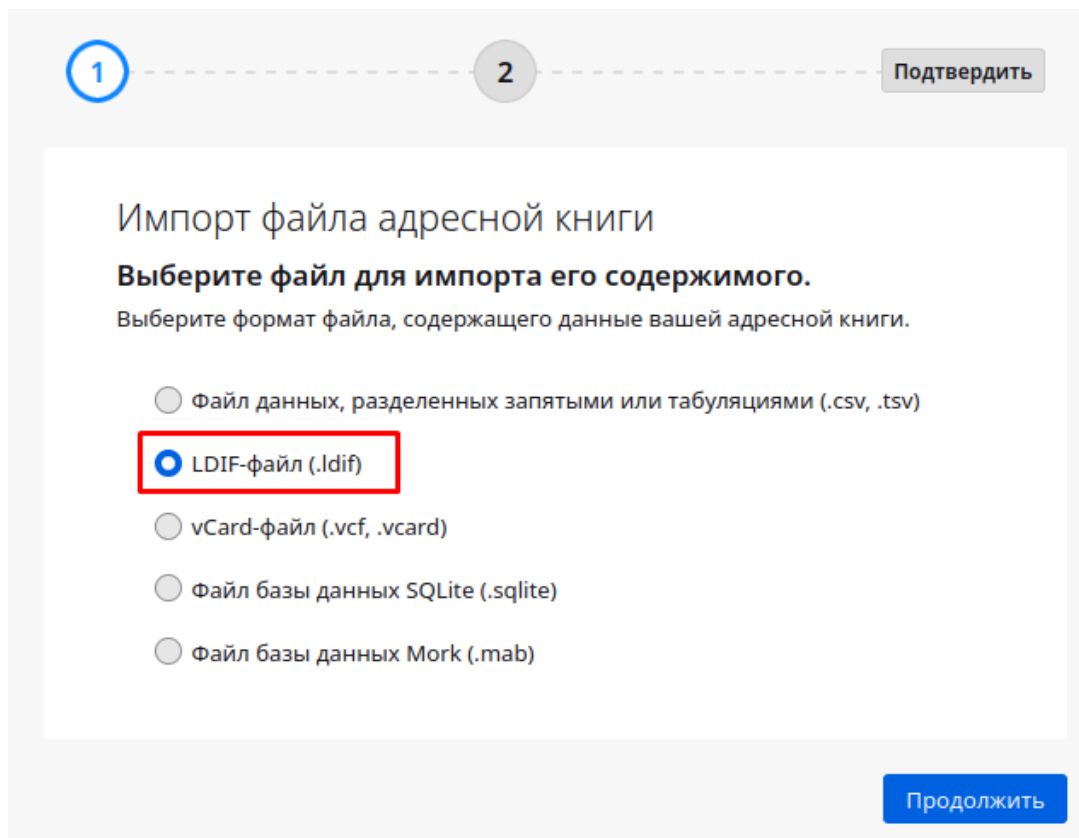 1
2
Подтвердить
Импорт файла адресной книги
Выберите файл для импорта его содержимого.
Выберите формат файла, содержащего данные вашей адресной книги.
Файл данных, разделенных запятыми или табуляциями (.csv, .tsv)
LDIF-файл (.ldif)
vCard-файл (.vcf, .vcard)
Файл базы данных SQLite (.sqlite)
Файл базы данных Mork (.mab)
Продолжить